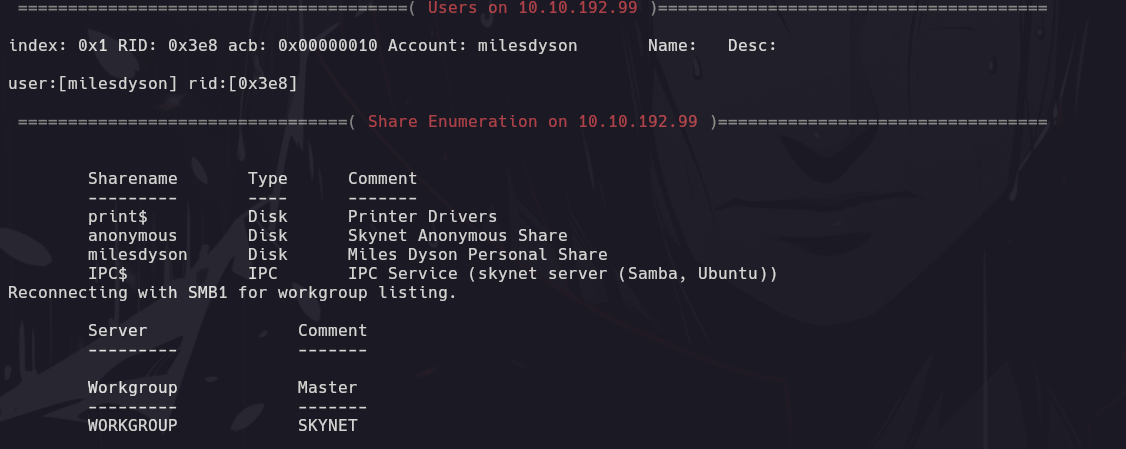 =======================================( Users on 10.10.192.99 )=======================================
index: 0x1 RID: 0x3e8 acb: 0x00000010 Account: milesdyson       Name:   Desc:
user:[milesdyson] rid:[0x3e8]
=================================( Share Enumeration on 10.10.192.99 )=================================
Sharename       Type      Comment
---------       ----      -------
print$          Disk      Printer Drivers
anonymous       Disk      Skynet Anonymous Share
milesdyson      Disk      Miles Dyson Personal Share
IPC$            IPC       IPC Service (skynet server (Samba, Ubuntu))
Reconnecting with SMB1 for workgroup listing.
Server               Comment
---------            -------
Workgroup            Master
---------            -------
WORKGROUP            SKYNET